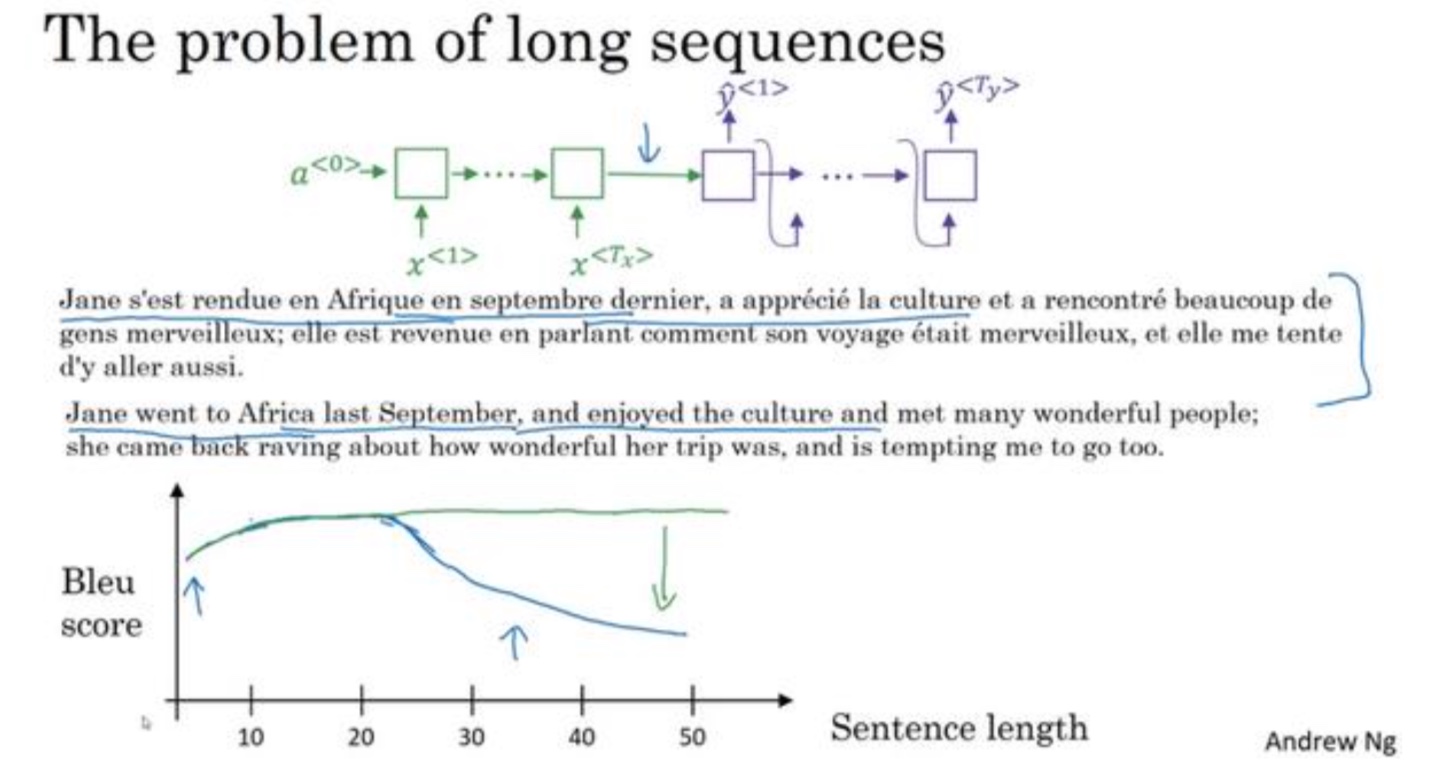 The problem of long sequences
ŷ<1>
ŷ<Ty>
a<0>
x<1>
x<Tx>
Jane s'est rendue en Afrique en septembre dernier, a apprécié la culture et a rencontré beaucoup de
gens merveilleux; elle est revenue en parlant comment son voyage était merveilleux, et elle me tente
d'y aller aussi.
Jane went to Africa last September, and enjoyed the culture and met many wonderful people;
she came back raving about how wonderful her trip was, and is tempting me to go too.
Bleu
score
10 20 30 40 50
Sentence length
Andrew Ng